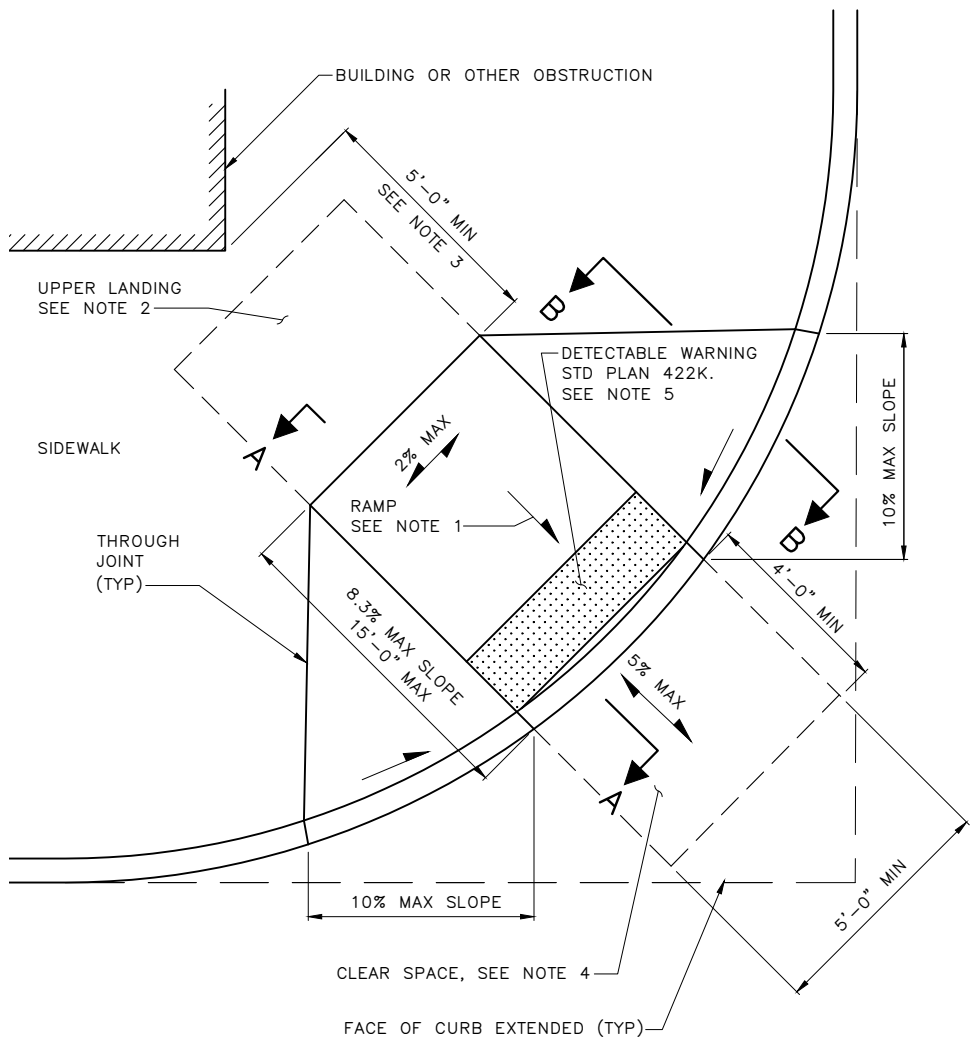 BUILDING OR OTHER OBSTRUCTION
5'-0" MIN
SEE NOTE 3
UPPER LANDING
SEE NOTE 2
B
DETECTABLE WARNING
STD PLAN 422K.
SEE NOTE 5
10% MAX SLOPE
SIDEWALK
A
2% MAX
RAMP
SEE NOTE 1
THROUGH
JOINT
(TYP)
B
4'-0" MIN
8.3% MAX SLOPE
15'-0" MAX
5% MAX
A
10% MAX SLOPE
5'-0" MIN
CLEAR SPACE, SEE NOTE 4
FACE OF CURB EXTENDED (TYP)